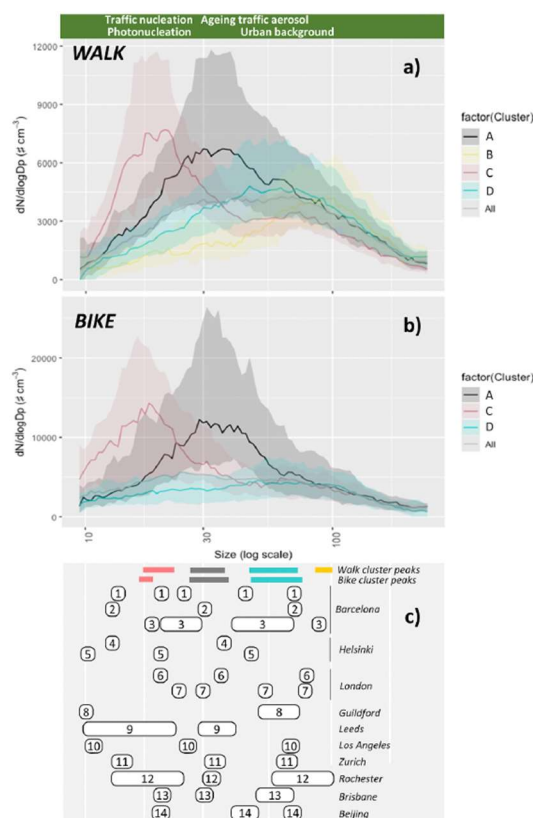 Traffic nucleation Ageing traffic aerosol
Photonucleation Urban background
WALK
a)
12000
9000
6000
3000
0
dN/dlogDp (# cm⁻³)
factor(Cluster)
A
B
C
D
All
BIKE
b)
20000
10000
0
dN/dlogDp (# cm⁻³)
factor(Cluster)
A
C
D
All
10 30 100
Size (log scale)
Walk cluster peaks
Bike cluster peaks
c)
1 1 1 1 1
2 2 2 Barcelona
3 3 3 3
4 4 Helsinki
5 5 5
6 6 6
London
7 7 7 7
8 8 Guildford
9 9 Leeds
10 10 11 Los Angeles
11 11 11 Zurich
12 12 12 Rochester
13 13 13 Brisbane
14 14 14 Beijing